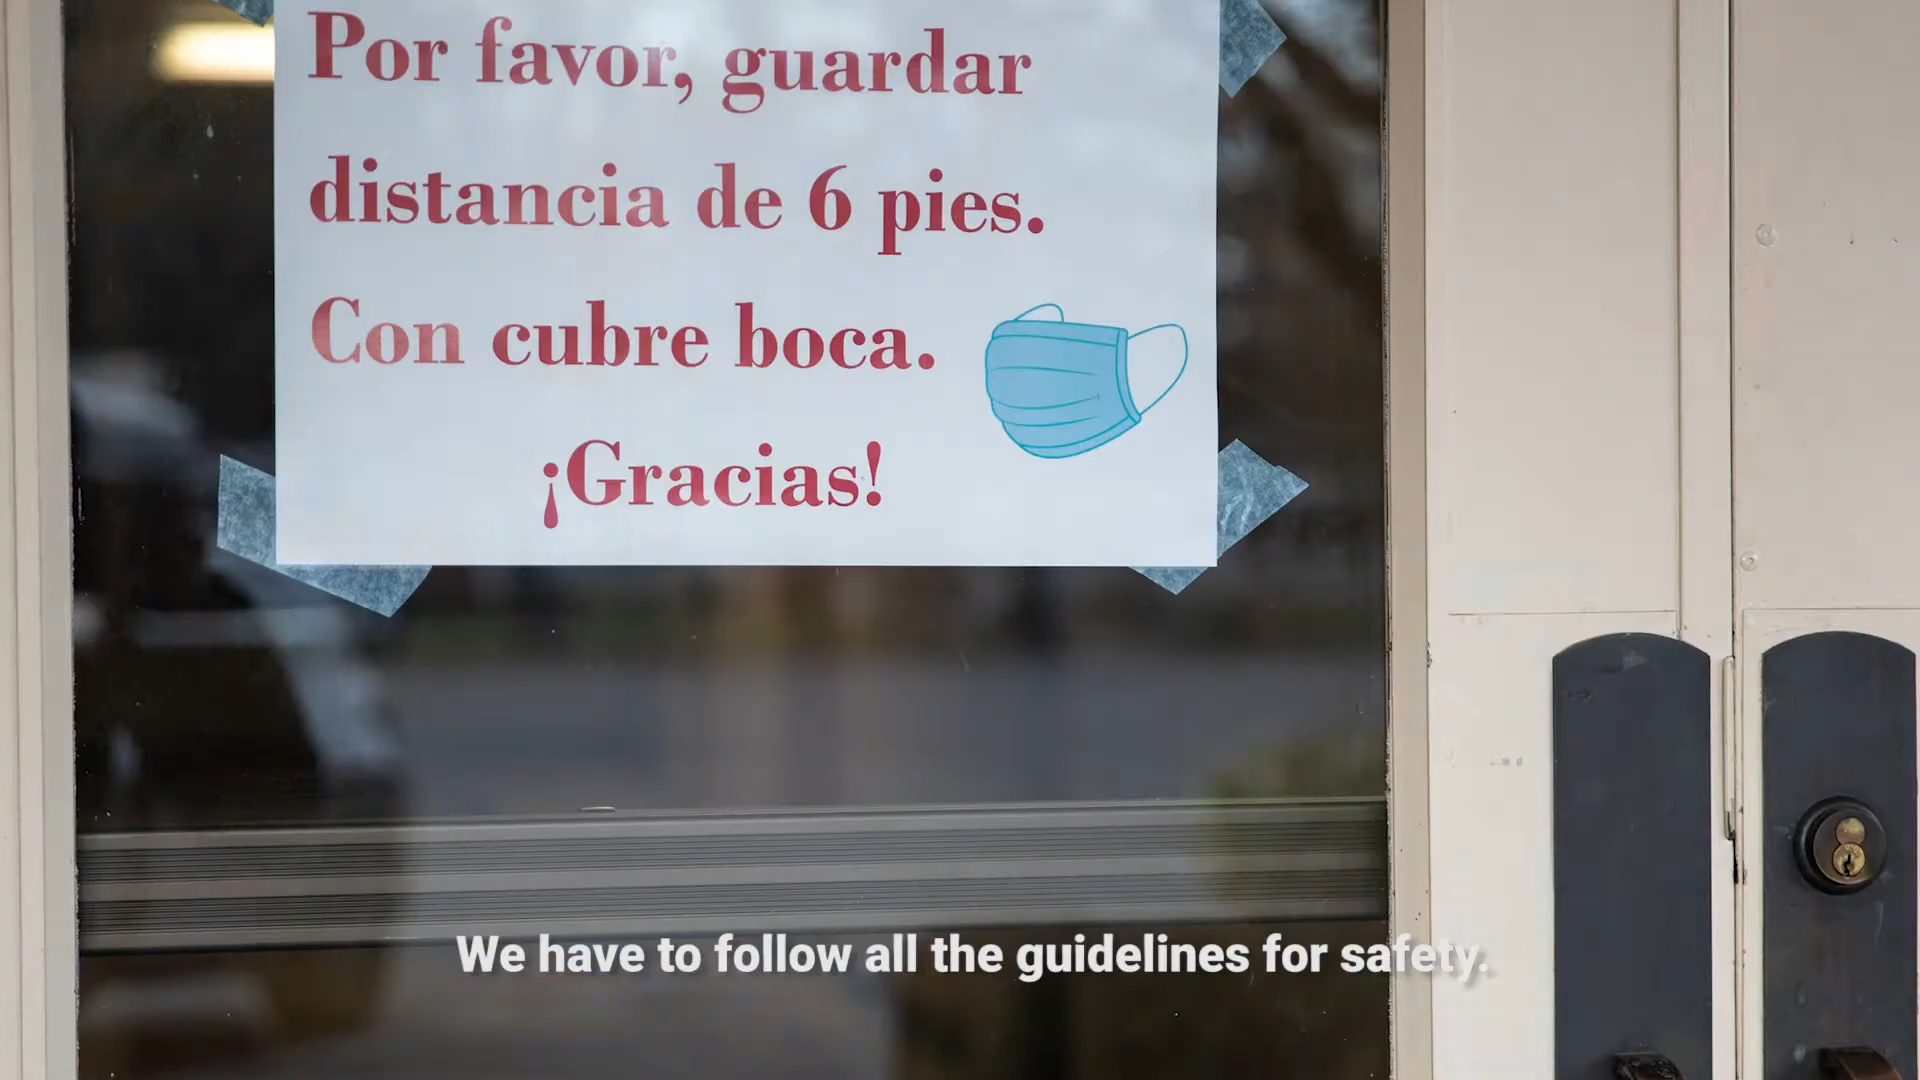 Por favor, guardar
distancia de 6 pies.
Con cubre boca.
¡Gracias!
We have to follow all the guidelines for safety.